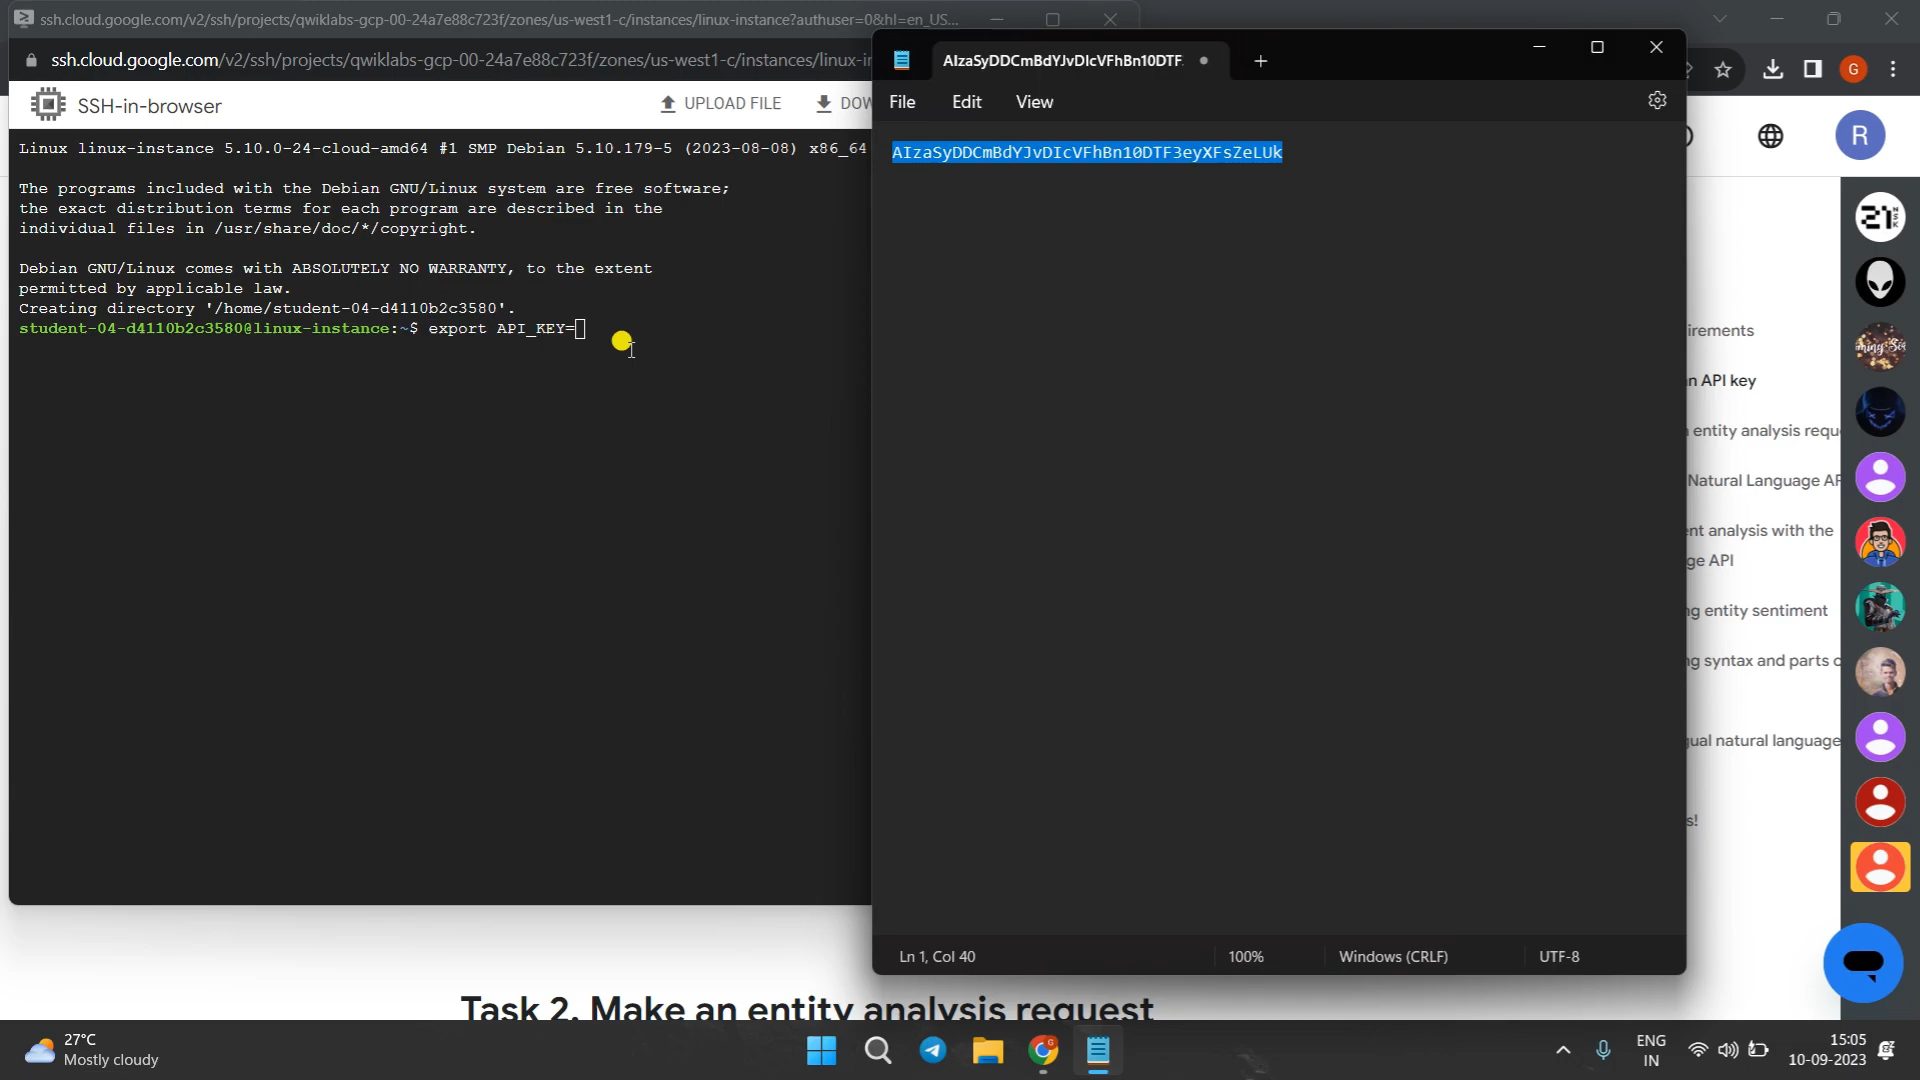 ssh.cloud.google.com/v2/ssh/projects/qwiklabs-gcp-00-24a7e88c723f/zones/us-west1-c/instances/linux-instance?authuser=0&hl=en_US...
ssh.cloud.google.com/v2/ssh/projects/qwiklabs-gcp-00-24a7e88c723f/zones/us-west1-c/instances/linux-i
SSH-in-browser
UPLOAD FILE
DOW
Linux linux-instance 5.10.0-24-cloud-amd64 #1 SMP Debian 5.10.179-5 (2023-08-08) x86_64
The programs included with the Debian GNU/Linux system are free software;
the exact distribution terms for each program are described in the
individual files in /usr/share/doc/*/copyright.
Debian GNU/Linux comes with ABSOLUTELY NO WARRANTY, to the extent
permitted by applicable law.
Creating directory '/home/student-04-d4110b2c3580'.
student-04-d4110b2c3580@linux-instance:~$ export API_KEY=
AIzaSyDDCmBdYJvDIcVFhBn10DTF
File Edit View
AIzaSyDDCmBdYJvDIcVFhBn10DTF3eyXFsZeLUk
Ln 1, Col 40
100%
Windows (CRLF)
UTF-8
G
R
21
NSK
irements
n API key
entity analysis requ
Natural Language AP
nt analysis with the
ge API
ng entity sentiment
ng syntax and parts o
gual natural language
s!
Task 2. Make an entity analysis request
27°C
Mostly cloudy
ENG
IN
15:05
10-09-2023